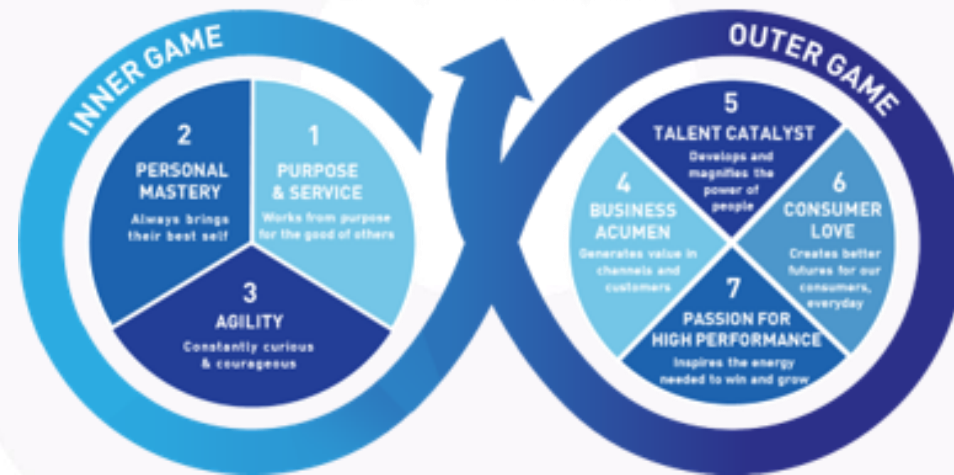 INNER GAME
1
PURPOSE
& SERVICE
Works from purpose
for the good of others
2
PERSONAL
MASTERY
Always brings
their best self
3
AGILITY
Constantly curious
& courageous
OUTER GAME
4
BUSINESS
ACUMEN
Generates value in
channels and
customers
5
TALENT CATALYST
Develops and
magnifies the
power of
people
6
CONSUMER
LOVE
Creates better
futures for our
consumers,
everyday
7
PASSION FOR
HIGH PERFORMANCE
Inspires the energy
needed to win and grow